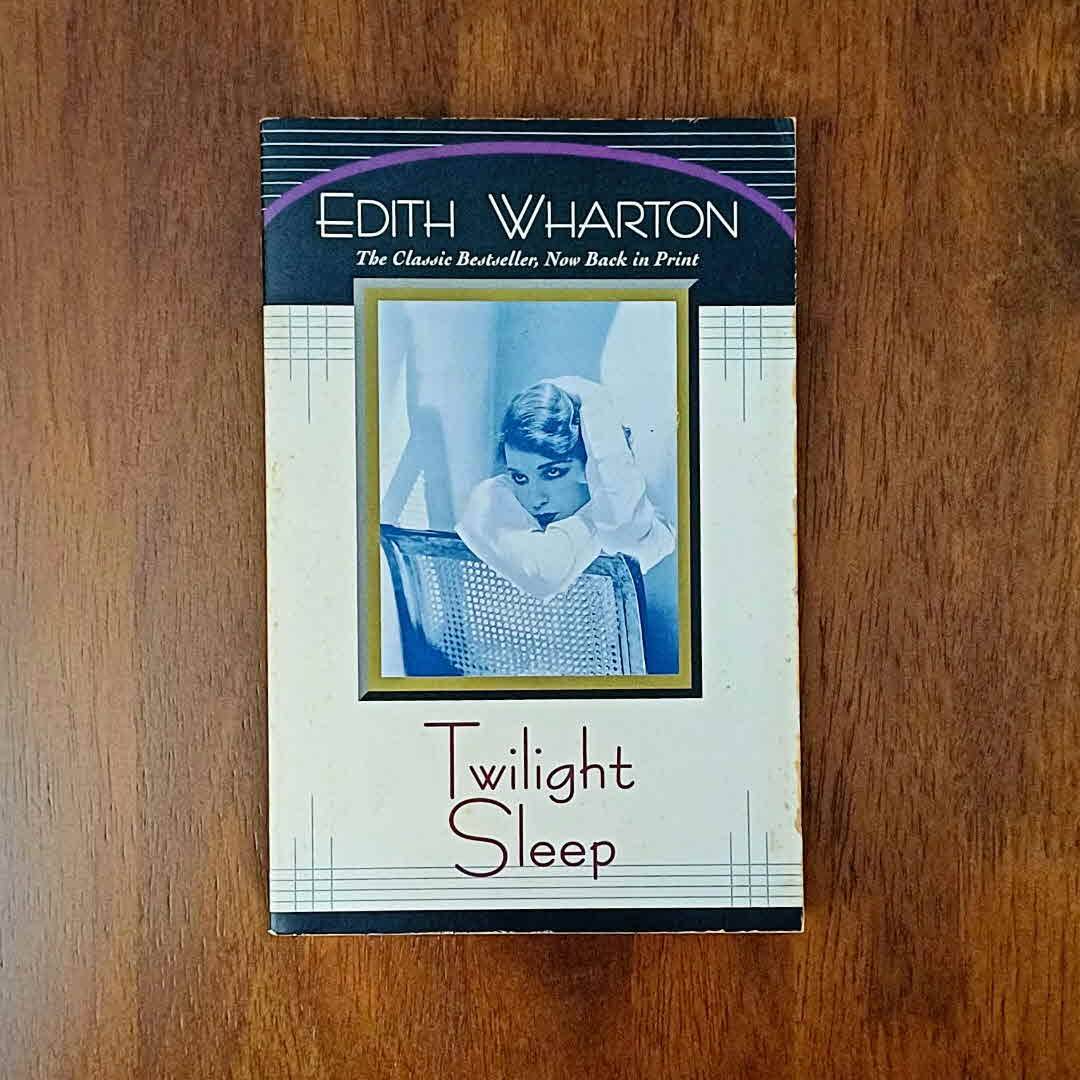 EDITH WHARTON
The Classic Bestseller, Now Back in Print
Twilight
Sleep